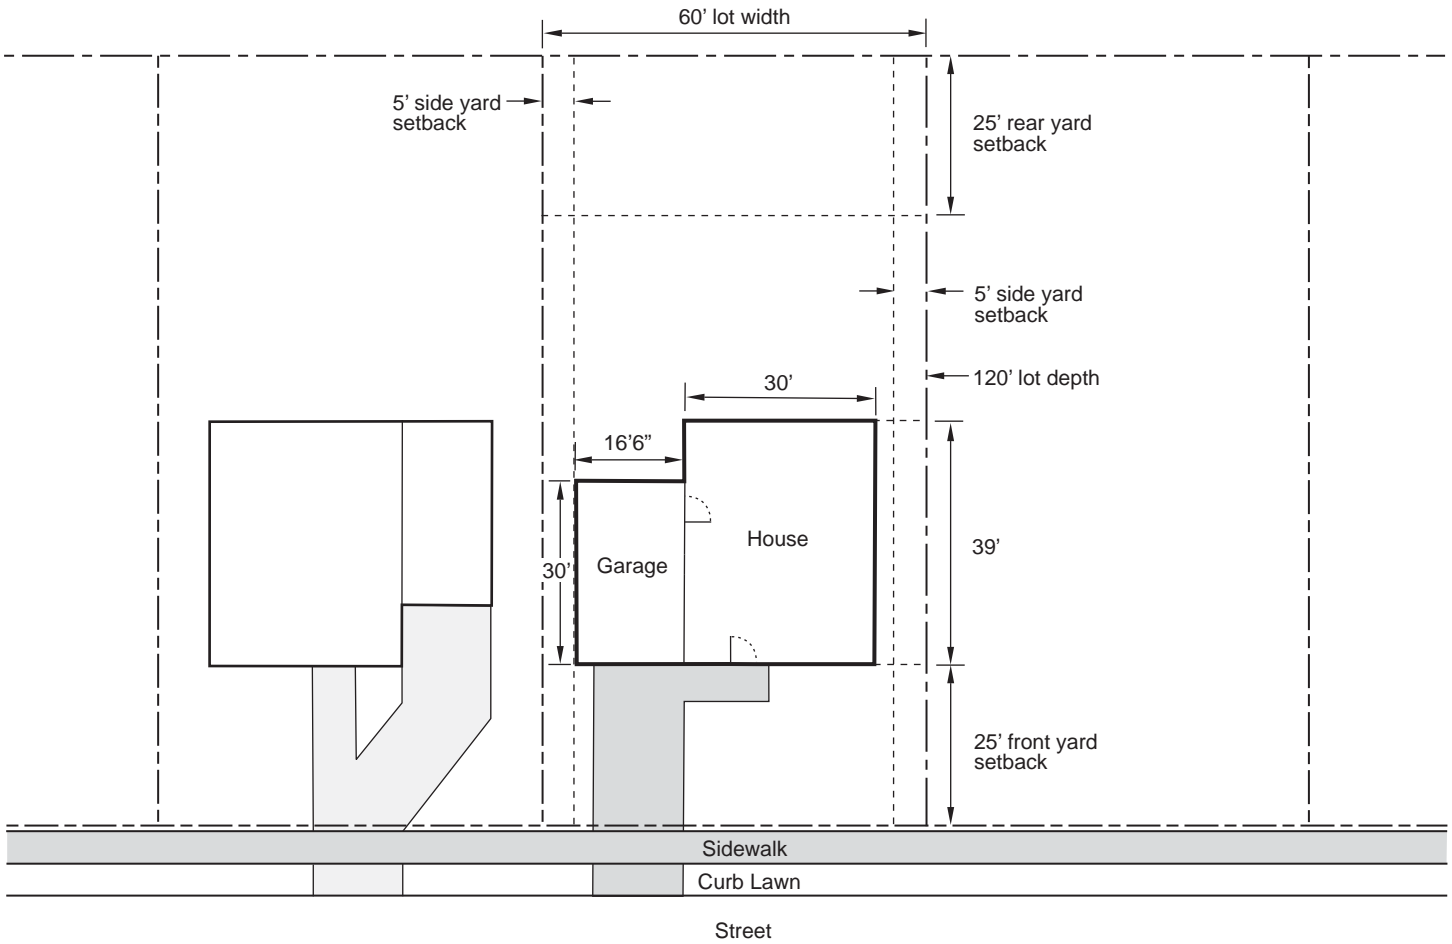 60’ lot width
5’ side yard
setback
25’ rear yard
setback
5’ side yard
setback
120’ lot depth
30’
16’6”
House
39’
Garage
30’
25’ front yard
setback
Sidewalk
Curb Lawn
Street